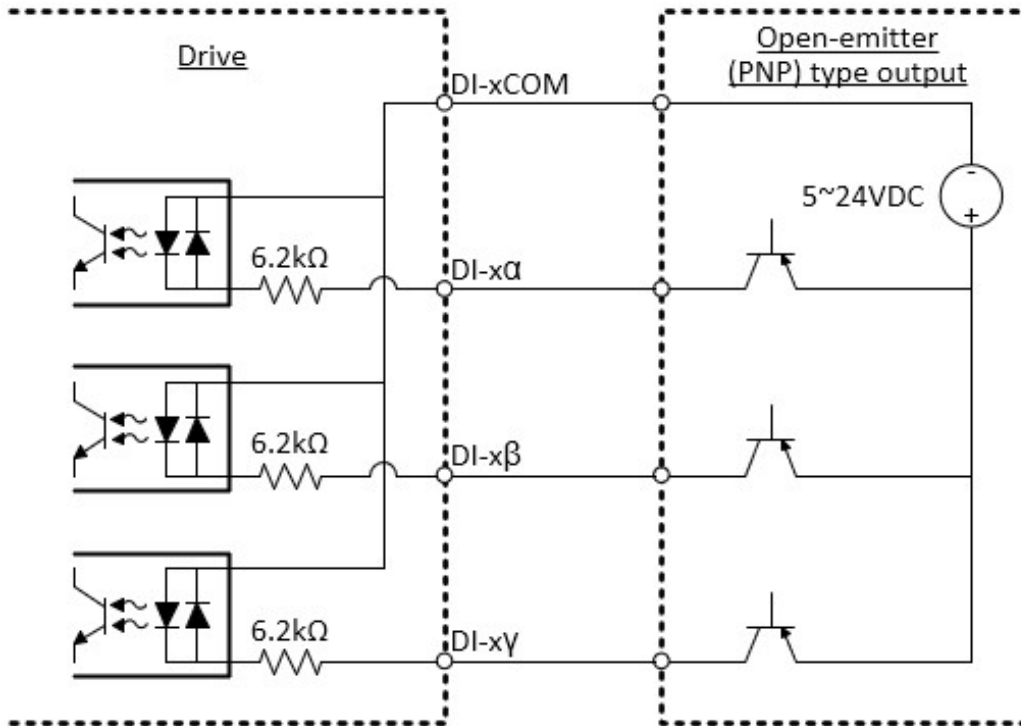 Drive
Open-emitter
(PNP) type output
DI-xCOM
5~24VDC
-
+
6.2kΩ
DI-xα
6.2kΩ
DI-xβ
6.2kΩ
DI-xγ